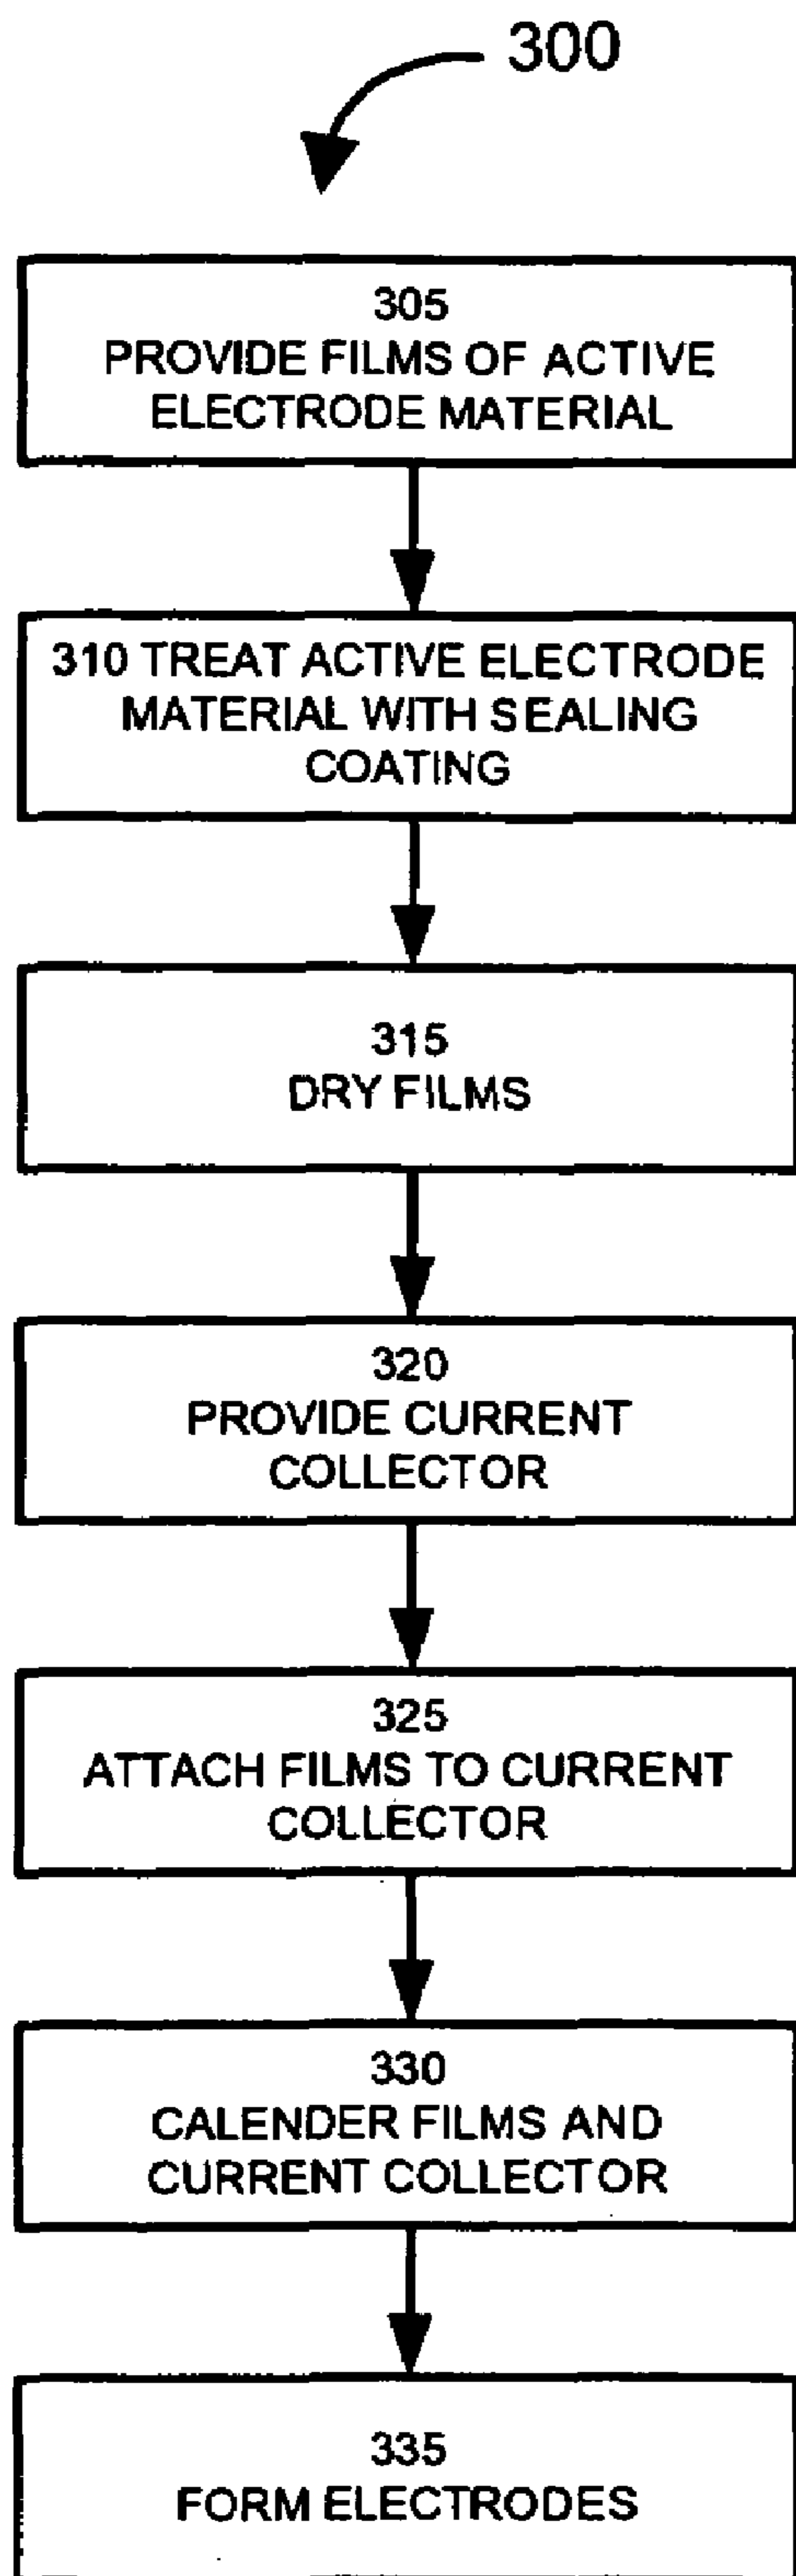 300
305
PROVIDE FILMS OF ACTIVE
ELECTRODE MATERIAL
310 TREAT ACTIVE ELECTRODE
MATERIAL WITH SEALING
COATING
315
DRY FILMS
320
PROVIDE CURRENT
COLLECTOR
325
ATTACH FILMS TO CURRENT
COLLECTOR
330
CALENDER FILMS AND
CURRENT COLLECTOR
335
FORM ELECTRODES